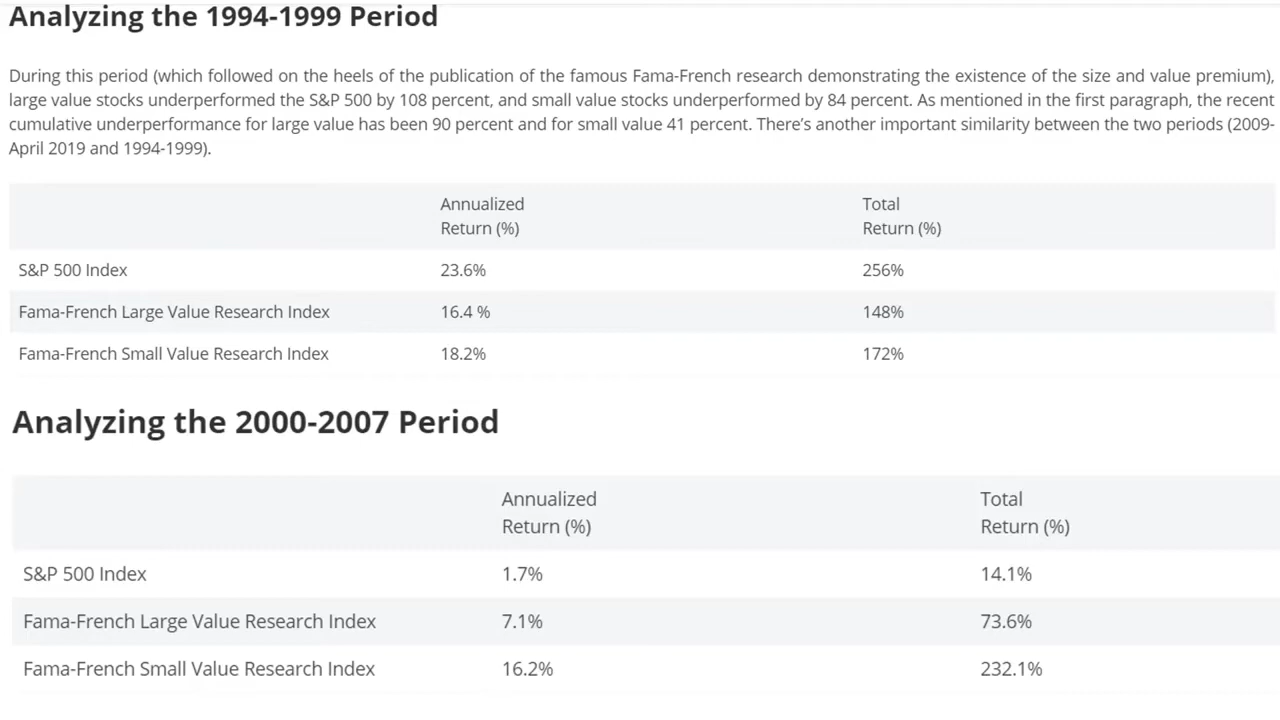 Analyzing the 1994-1999 Period
During this period (which followed on the heels of the publication of the famous Fama-French research demonstrating the existence of the size and value premium),
large value stocks underperformed the S&P 500 by 108 percent, and small value stocks underperformed by 84 percent. As mentioned in the first paragraph, the recent
cumulative underperformance for large value has been 90 percent and for small value 41 percent. There’s another important similarity between the two periods (2009-
April 2019 and 1994-1999).
Annualized Total
Return (%) Return (%)
S&P 500 Index 23.6% 256%
Fama-French Large Value Research Index 16.4 % 148%
Fama-French Small Value Research Index 18.2% 172%
Analyzing the 2000-2007 Period
Annualized Total
Return (%) Return (%)
S&P 500 Index 1.7% 14.1%
Fama-French Large Value Research Index 7.1% 73.6%
Fama-French Small Value Research Index 16.2% 232.1%